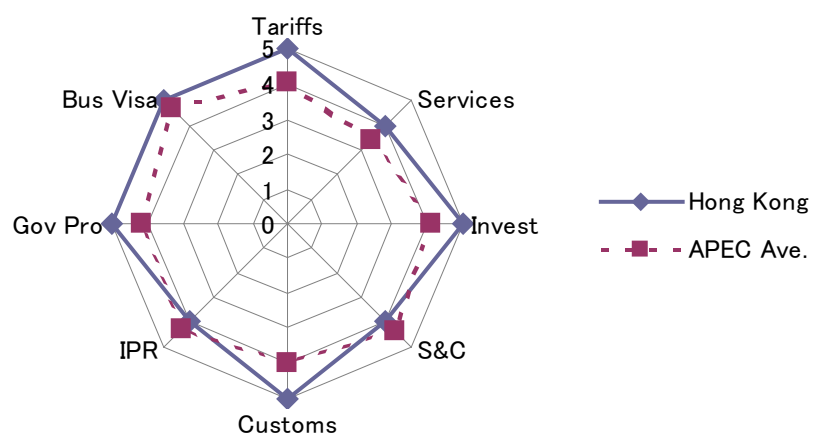 Tariffs
5
Bus Visa
4
Services
3
2
1
Gov Pro
0
Invest
IPR
S&C
Customs
Hong Kong
APEC Ave.